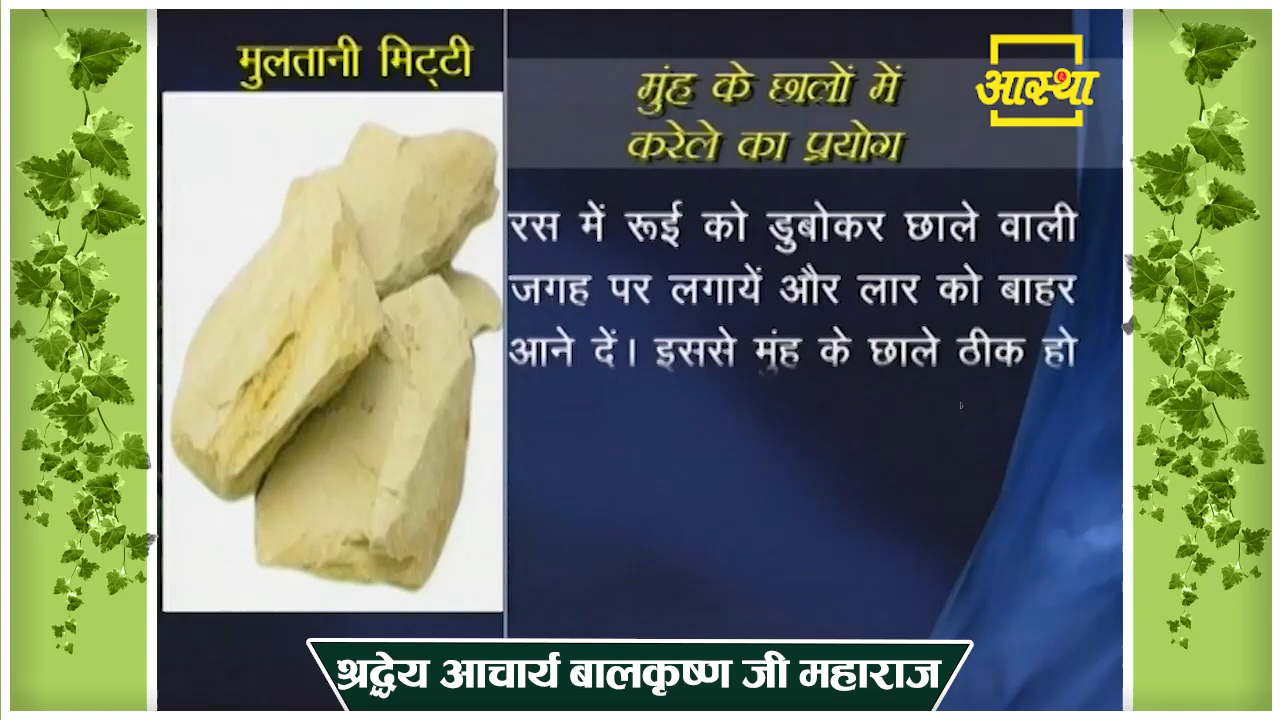 मुलतानी मिट्टी
मुंह के छालों में
करेले का प्रयोग
आस्था
रस में रूई को डुबोकर छाले वाली
जगह पर लगायें और लार को बाहर
आने दें। इससे मुंह के छाले ठीक हो
श्रद्धेय आचार्य बालकृष्ण जी महाराज